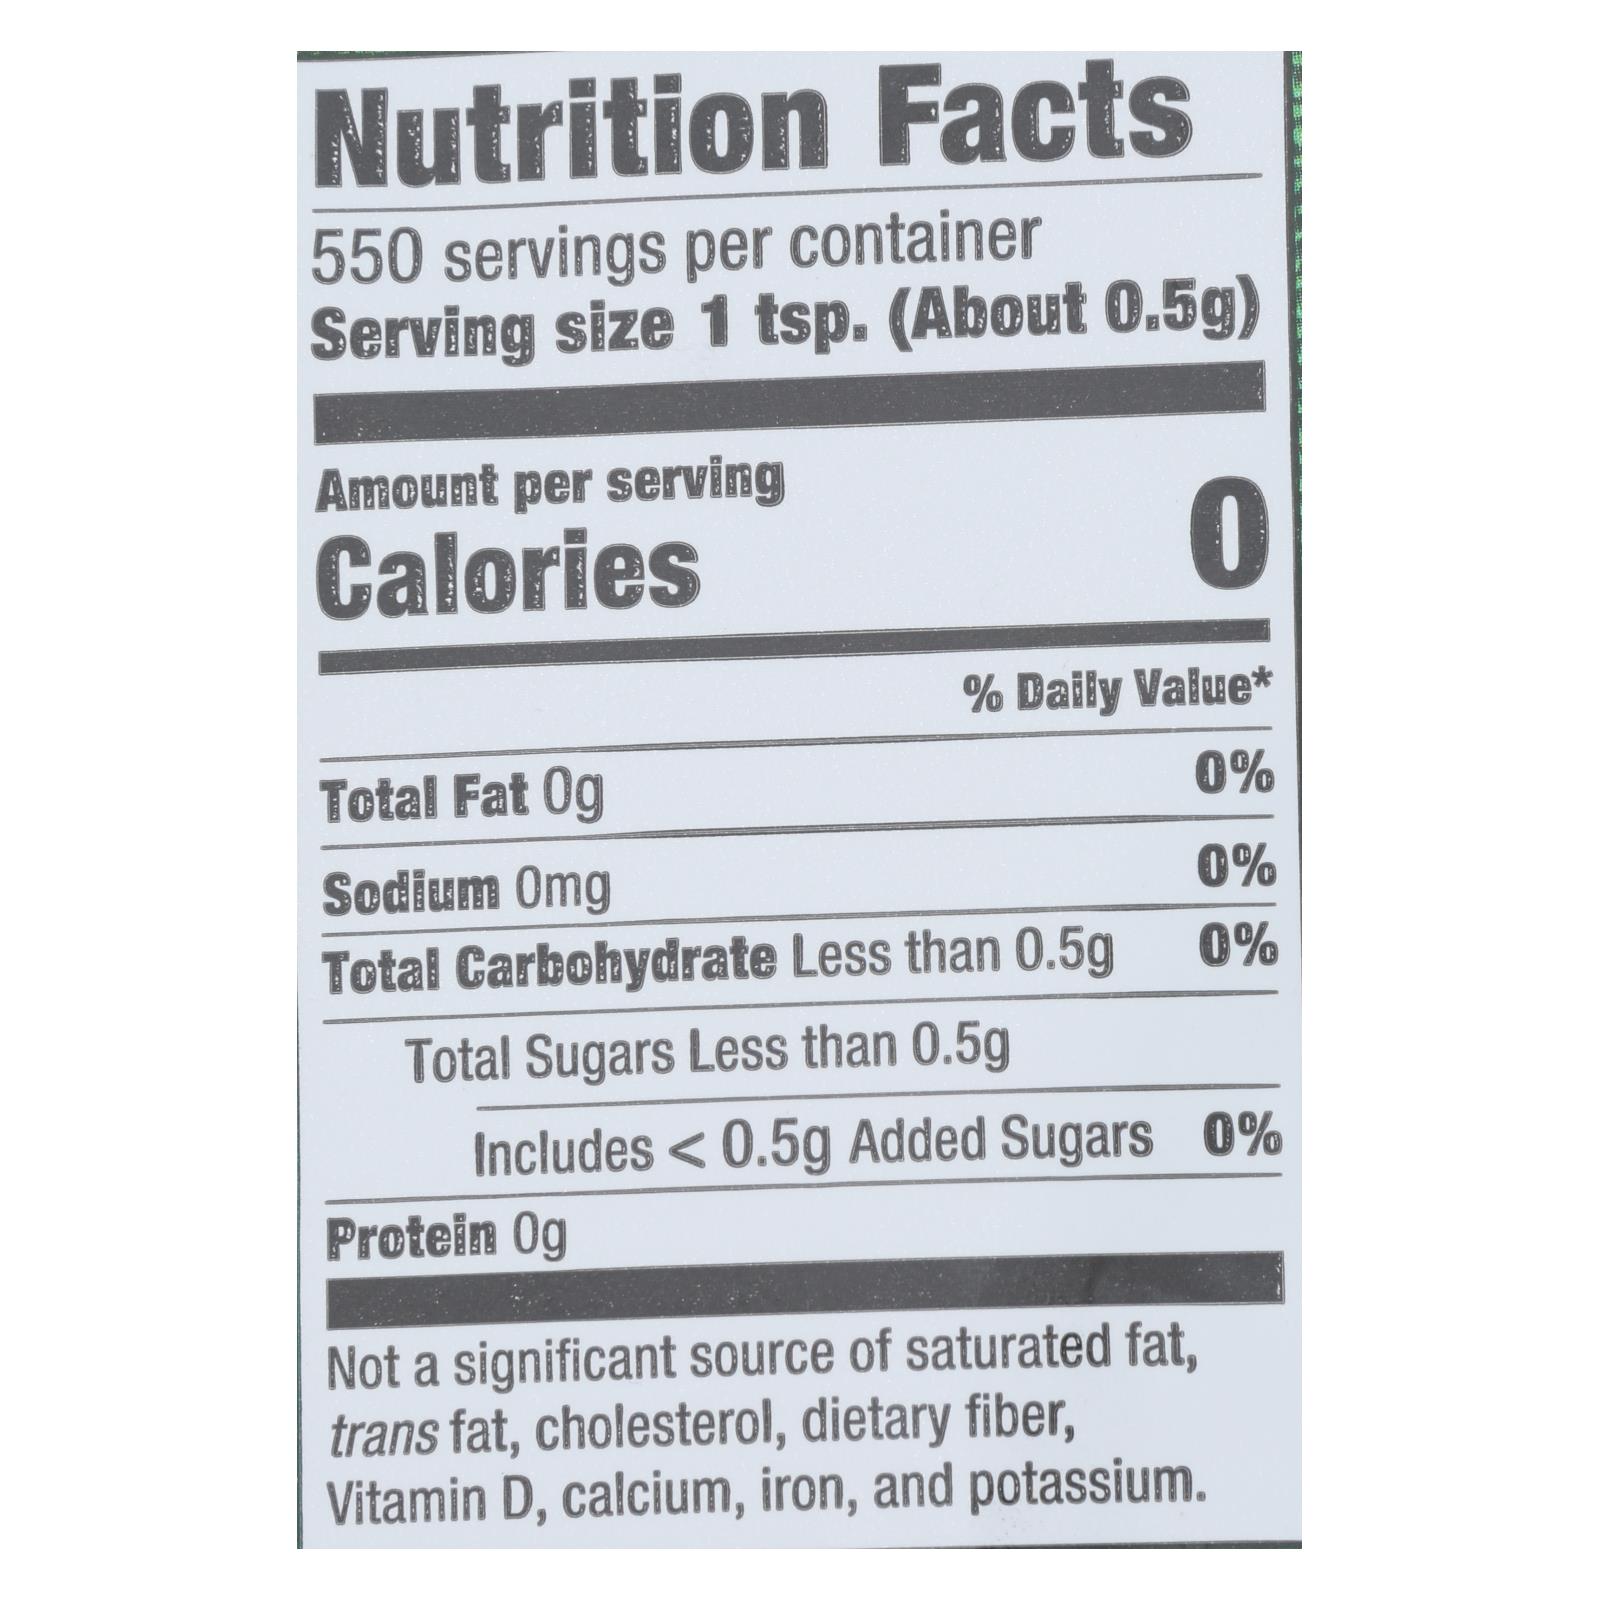 Nutrition Facts
550 servings per container
Serving size 1 tsp. (About 0.5g)
Amount per serving
Calories 0
% Daily Value*
Total Fat 0g 0%
Sodium 0mg 0%
Total Carbohydrate Less than 0.5g 0%
Total Sugars Less than 0.5g
Includes < 0.5g Added Sugars 0%
Protein 0g
Not a significant source of saturated fat,
trans fat, cholesterol, dietary fiber,
Vitamin D, calcium, iron, and potassium.